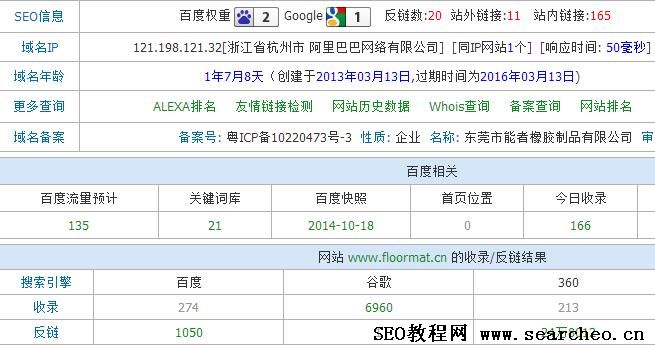 SEO信息 百度权重 2 Google 1 反链数:20 站外链接:11 站内链接:165
域名IP 121.198.121.32[浙江省杭州市 阿里巴巴网络有限公司] [同IP网站1个] [响应时间: 50毫秒]
域名年龄 1年7月8天（创建于2013年03月13日,过期时间为2016年03月13日)
更多查询 ALEXA排名 友情链接检测 网站历史数据 Whois查询 备案查询 网站排名
域名备案 备案号: 粤ICP备10220473号-3 性质: 企业 名称: 东莞市能者橡胶制品有限公司 审
百度相关
百度流量预计 关键词库 百度快照 首页位置 今日收录
135 21 2014-10-18 0 166
网站 www.floormat.cn 的收录/反链结果
搜索引擎 百度 谷歌 360
收录 274 6960 213
反链 1050
SEO教程网 www.searcheo.cn